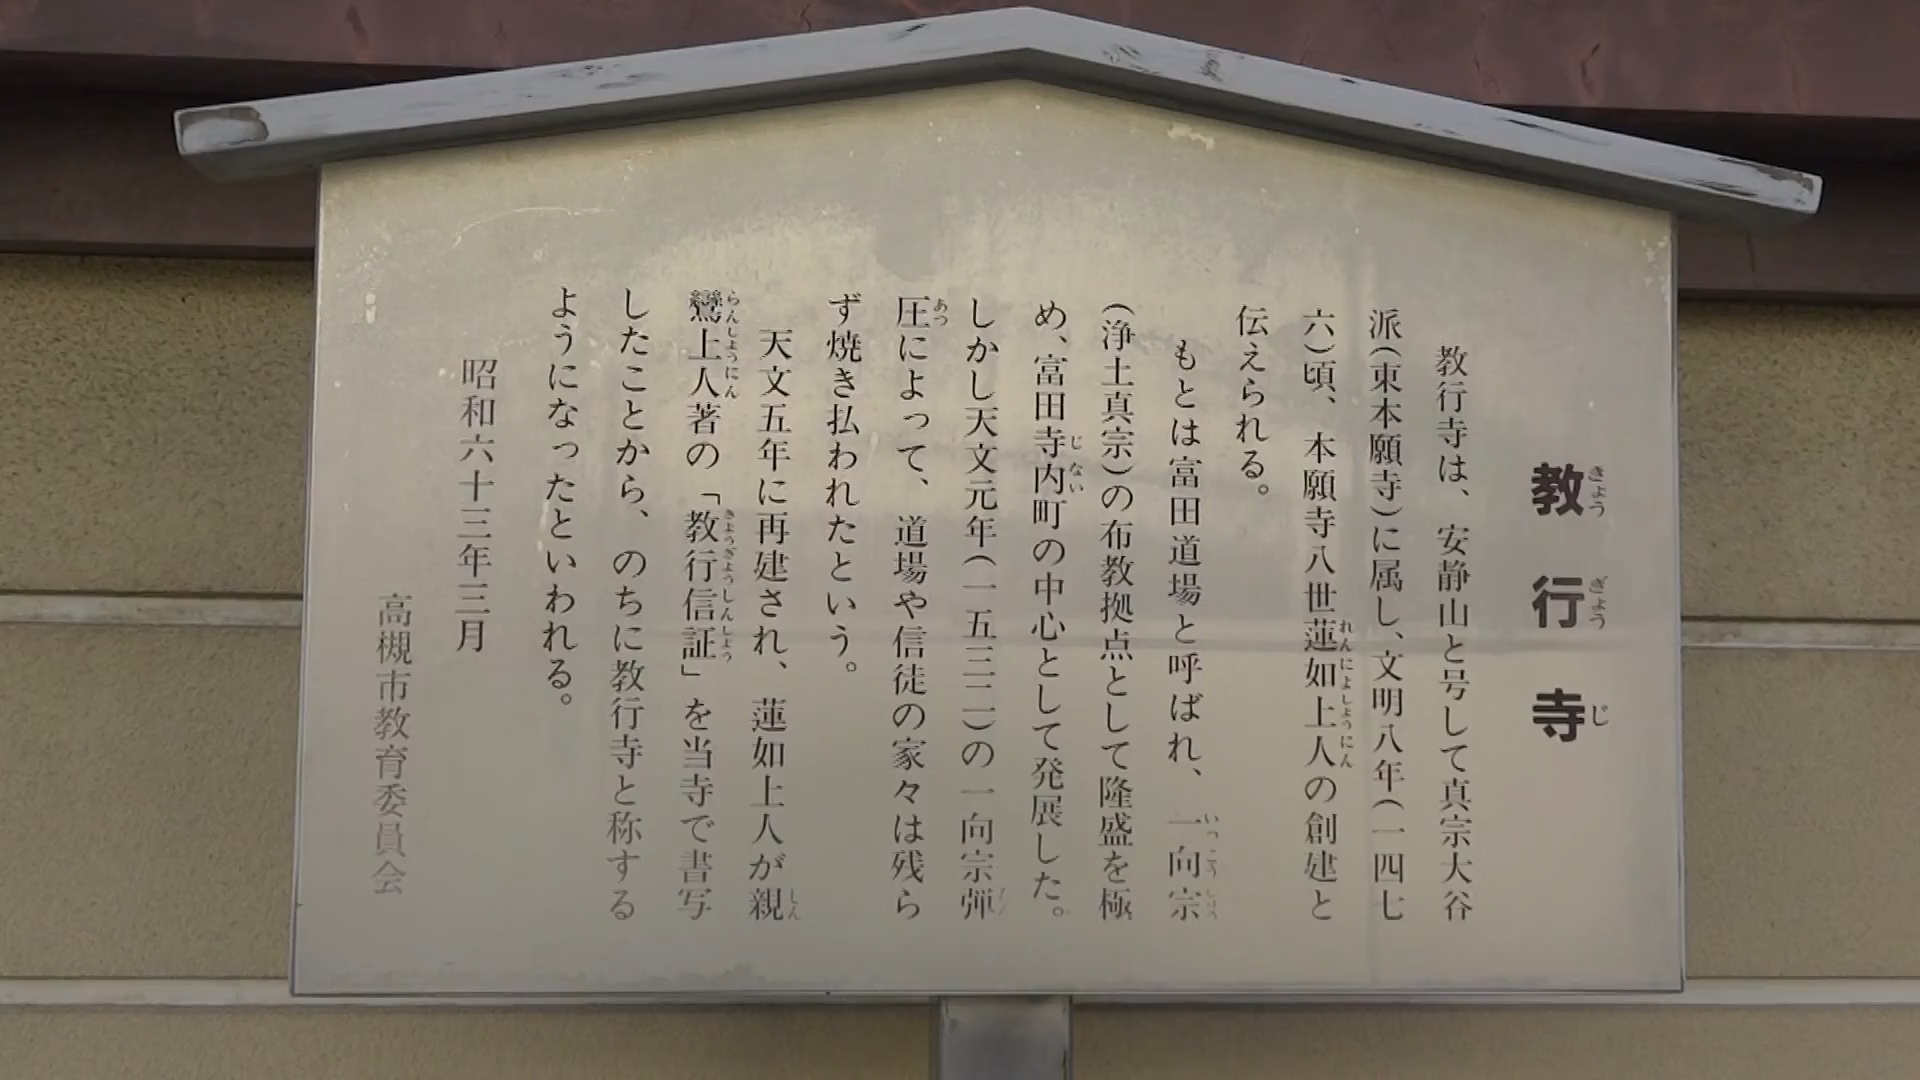 教行寺
教行寺は、安静山と号して真宗大谷
派(東本願寺)に属し、文明八年(一四七
六)頃、本願寺八世蓮如上人の創建と
伝えられる。
もとは富田道場と呼ばれ、一向宗
(浄土真宗)の布教拠点として隆盛を極
め、富田寺内町の中心として発展した。
しかし天文元年(一五三二)の一向宗弾
圧によって、道場や信徒の家々は残ら
ず焼き払われたという。
天文五年に再建され、蓮如上人が親
鸞上人著の「教行信証」を当寺で書写
したことから、のちに教行寺と称する
ようになったといわれる。
昭和六十三年三月
高槻市教育委員会